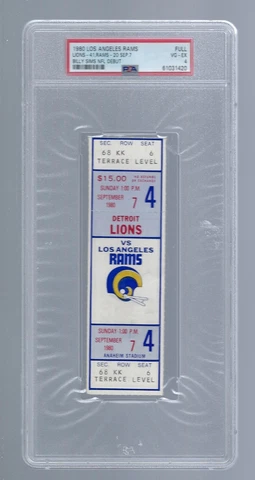 1980 LOS ANGELES RAMS FULL
LIONS - 41/RAMS - 20 SEP.7 VG - EX
BILLY SIMS NFL DEBUT 4
PSA 61031420
SEC. ROW SEAT
68 KK 6
TERRACE LEVEL
$15.00
SUNDAY 1:00 P.M.
SEPTEMBER 7 4
1980
DETROIT
LIONS
VS
LOS ANGELES
RAMS
SUNDAY 1:00 P.M.
SEPTEMBER 7 4
1980
ANAHEIM STADIUM
SEC. ROW SEAT
68 KK 6
TERRACE LEVEL